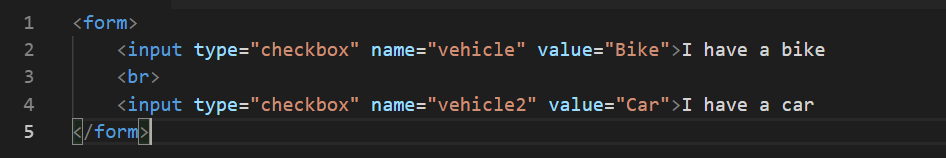 1 <form>
2     <input type="checkbox" name="vehicle" value="Bike">I have a bike
3     <br>
4     <input type="checkbox" name="vehicle2" value="Car">I have a car
5 </form>